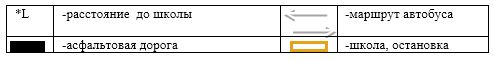 *L -расстояние до школы -маршрут автобуса
-асфальтовая дорога -школа, остановка